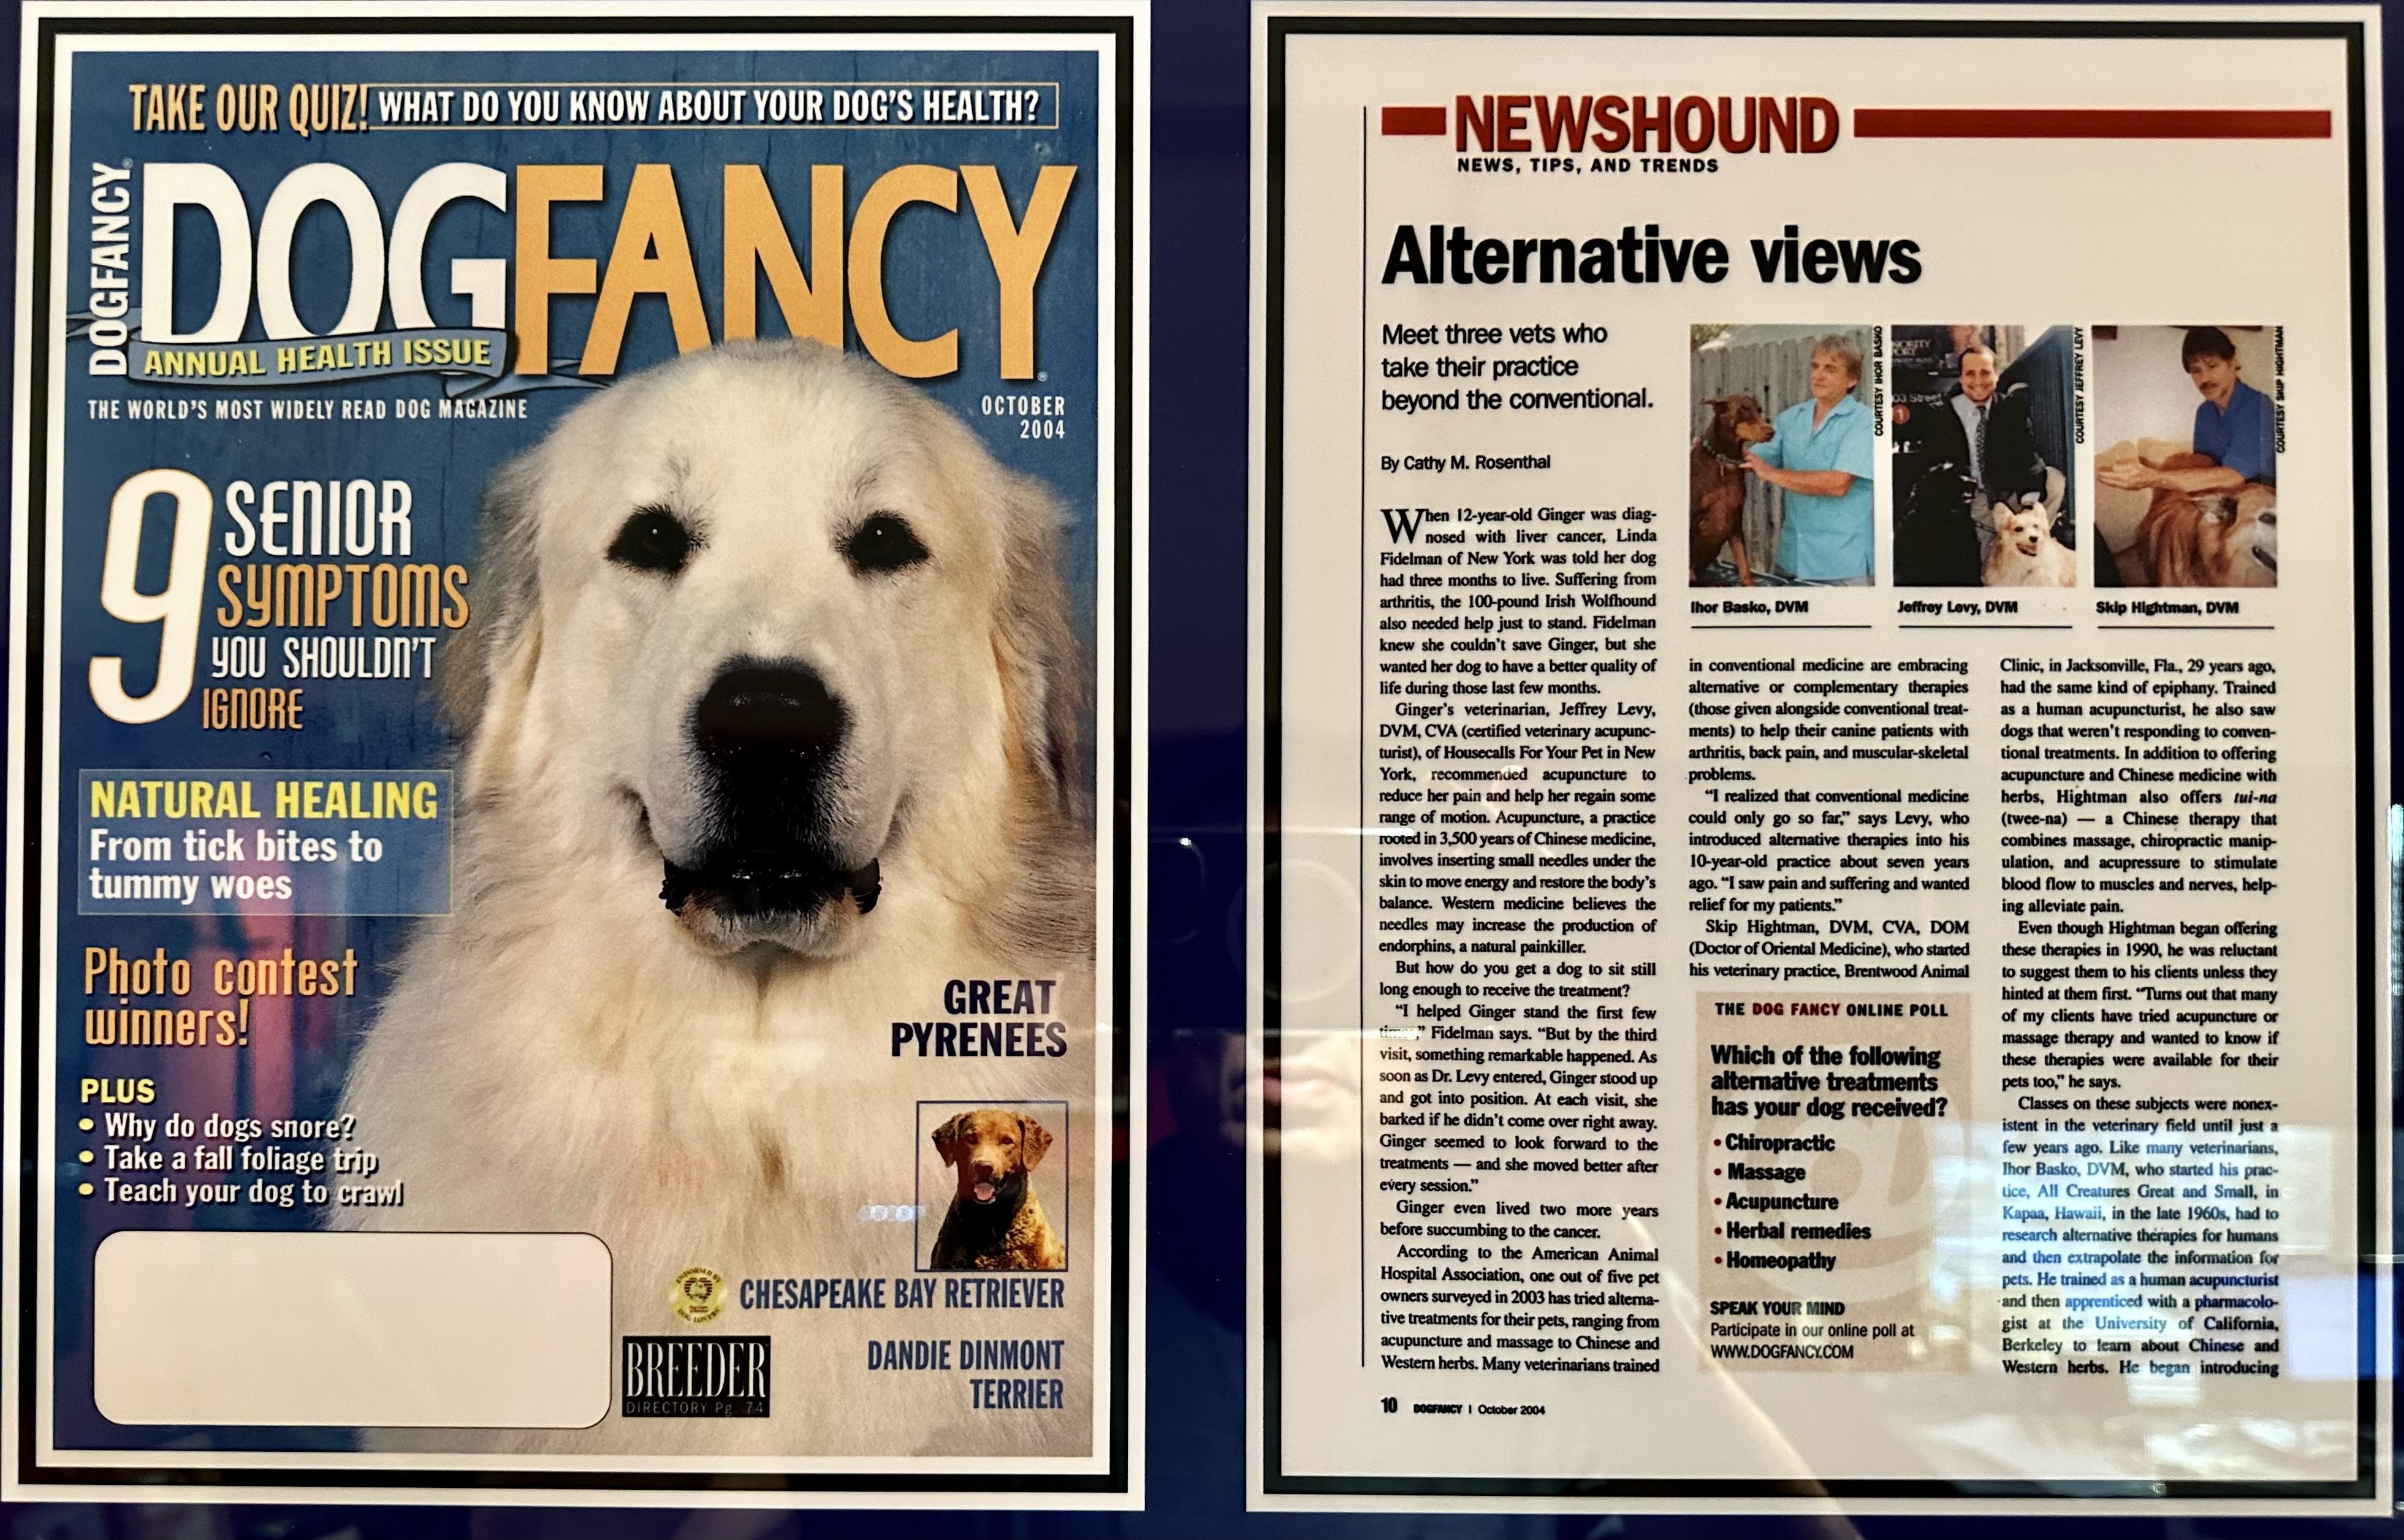 TAKE OUR QUIZ! WHAT DO YOU KNOW ABOUT YOUR DOG'S HEALTH?
DOGFANCY®
DOGFANCY®
ANNUAL HEALTH ISSUE
THE WORLD'S MOST WIDELY READ DOG MAGAZINE
OCTOBER
2004
9 SENIOR
SYMPTOMS
YOU SHOULDN'T
IGNORE
NATURAL HEALING
From tick bites to
tummy woes
Photo contest
winners!
PLUS
• Why do dogs snore?
• Take a fall foliage trip
• Teach your dog to crawl
GREAT
PYRENEES
CHESAPEAKE BAY RETRIEVER
BREEDER
DIRECTORY Pg. 74
DANDIE DINMONT
TERRIER
NEWSHOUND
NEWS, TIPS, AND TRENDS
Alternative views
Meet three vets who
take their practice
beyond the conventional.
By Cathy M. Rosenthal
COURTESY IHOR BASKO
COURTESY JEFFREY LEVY
COURTESY SKIP HIGHTMAN
Ihor Basko, DVM
Jeffrey Levy, DVM
Skip Hightman, DVM
When 12-year-old Ginger was diag-
nosed with liver cancer, Linda
Fidelman of New York was told her dog
had three months to live. Suffering from
arthritis, the 100-pound Irish Wolfhound
also needed help just to stand. Fidelman
knew she couldn't save Ginger, but she
wanted her dog to have a better quality of
life during those last few months.
Ginger's veterinarian, Jeffrey Levy,
DVM, CVA (certified veterinary acupunc-
turist), of Housecalls For Your Pet in New
York, recommended acupuncture to
reduce her pain and help her regain some
range of motion. Acupuncture, a practice
rooted in 3,500 years of Chinese medicine,
involves inserting small needles under the
skin to move energy and restore the body's
balance. Western medicine believes the
needles may increase the production of
endorphins, a natural painkiller.
But how do you get a dog to sit still
long enough to receive the treatment?
"I helped Ginger stand the first few
times," Fidelman says. "But by the third
visit, something remarkable happened. As
soon as Dr. Levy entered, Ginger stood up
and got into position. At each visit, she
barked if he didn't come over right away.
Ginger seemed to look forward to the
treatments — and she moved better after
every session."
Ginger even lived two more years
before succumbing to the cancer.
According to the American Animal
Hospital Association, one out of five pet
owners surveyed in 2003 has tried alterna-
tive treatments for their pets, ranging from
acupuncture and massage to Chinese and
Western herbs. Many veterinarians trained
in conventional medicine are embracing
alternative or complementary therapies
(those given alongside conventional treat-
ments) to help their canine patients with
arthritis, back pain, and muscular-skeletal
problems.
"I realized that conventional medicine
could only go so far," says Levy, who
introduced alternative therapies into his
10-year-old practice about seven years
ago. "I saw pain and suffering and wanted
relief for my patients."
Skip Hightman, DVM, CVA, DOM
(Doctor of Oriental Medicine), who started
his veterinary practice, Brentwood Animal
THE DOG FANCY ONLINE POLL
Which of the following
alternative treatments
has your dog received?
• Chiropractic
• Massage
• Acupuncture
• Herbal remedies
• Homeopathy
SPEAK YOUR MIND
Participate in our online poll at
WWW.DOGFANCY.COM
Clinic, in Jacksonville, Fla., 29 years ago,
had the same kind of epiphany. Trained
as a human acupuncturist, he also saw
dogs that weren't responding to conven-
tional treatments. In addition to offering
acupuncture and Chinese medicine with
herbs, Hightman also offers tui-na
(twee-na) — a Chinese therapy that
combines massage, chiropractic manip-
ulation, and acupressure to stimulate
blood flow to muscles and nerves, help-
ing alleviate pain.
Even though Hightman began offering
these therapies in 1990, he was reluctant
to suggest them to his clients unless they
hinted at them first. "Turns out that many
of my clients have tried acupuncture or
massage therapy and wanted to know if
these therapies were available for their
pets too," he says.
Classes on these subjects were nonex-
istent in the veterinary field until just a
few years ago. Like many veterinarians,
Ihor Basko, DVM, who started his prac-
tice, All Creatures Great and Small, in
Kapaa, Hawaii, in the late 1960s, had to
research alternative therapies for humans
and then extrapolate the information for
pets. He trained as a human acupuncturist
and then apprenticed with a pharmacolo-
gist at the University of California,
Berkeley to learn about Chinese and
Western herbs. He began introducing
10 DOGFANCY | October 2004